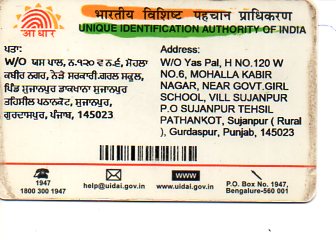 भारतीय विशिष्ट पहचान प्राधिकरण
UNIQUE IDENTIFICATION AUTHORITY OF INDIA
आधार
ਪਤਾ:
W/O ਯਸ਼ ਪਾਲ, ਨ.੧੨੦ ਵ ਨ.੬, ਮੋਹਲਾ
ਕਬੀਰ ਨਗਰ, ਨੇੜੇ ਸਰਕਾਰੀ.ਗਰਲ ਸਕੂਲ,
ਪਿੰਡ ਸੁਜਾਨਪੁਰ ਡਾਕਖਾਨਾ ਸੁਜਾਨਪੁਰ
ਤਹਿਸੀਲ ਪਠਾਨਕੋਟ, ਸੁਜਾਨਪੁਰ,
ਗੁਰਦਾਸਪੁਰ, ਪੰਜਾਬ, 145023
Address:
W/O Yas Pal, H NO.120 W
NO.6, MOHALLA KABIR
NAGAR, NEAR GOVT.GIRL
SCHOOL, VILL SUJANPUR
P.O SUJANPUR TEHSIL
PATHANKOT, Sujanpur ( Rural
), Gurdaspur, Punjab, 145023
1947
1800 300 1947
help@uidai.gov.in
www
www.uidai.gov.in
P.O. Box No. 1947,
Bengalure-560 001